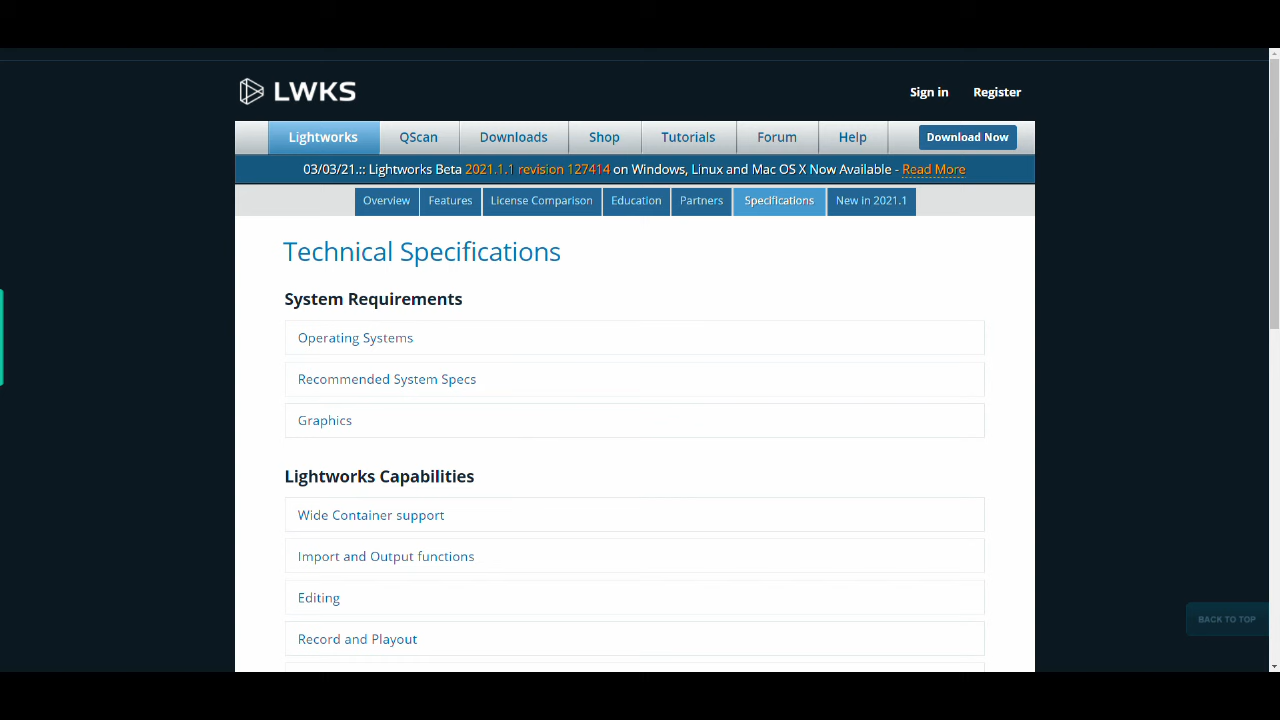 LWKS
Sign in Register
Lightworks QScan Downloads Shop Tutorials Forum Help Download Now
03/03/21.:: Lightworks Beta 2021.1.1 revision 127414 on Windows, Linux and Mac OS X Now Available - Read More
Overview Features License Comparison Education Partners Specifications New in 2021.1
Technical Specifications
System Requirements
Operating Systems
Recommended System Specs
Graphics
Lightworks Capabilities
Wide Container support
Import and Output functions
Editing
BACK TO TOP
Record and Playout